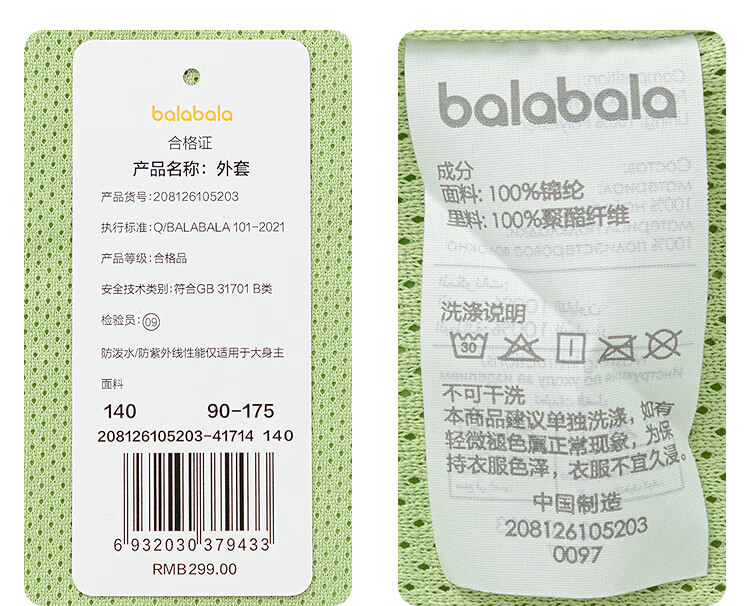 balabala
合格证
产品名称：外套
产品货号:208126105203
执行标准:Q/BALABALA 101-2021
产品等级:合格品
安全技术类别:符合GB 31701 B类
检验员:09
防泼水/防紫外线性能仅适用于大身主
面料
140 90-175
208126105203-41714 140
6 932030 379433
RMB299.00
balabala
成分
面料: 100%锦纶
里料: 100%聚酯纤维
洗涤说明
30
不可干洗
本商品建议单独洗涤，如有
轻微褪色属正常现象，为保
持衣服色泽，衣服不宜久浸。
中国制造
208126105203
0097